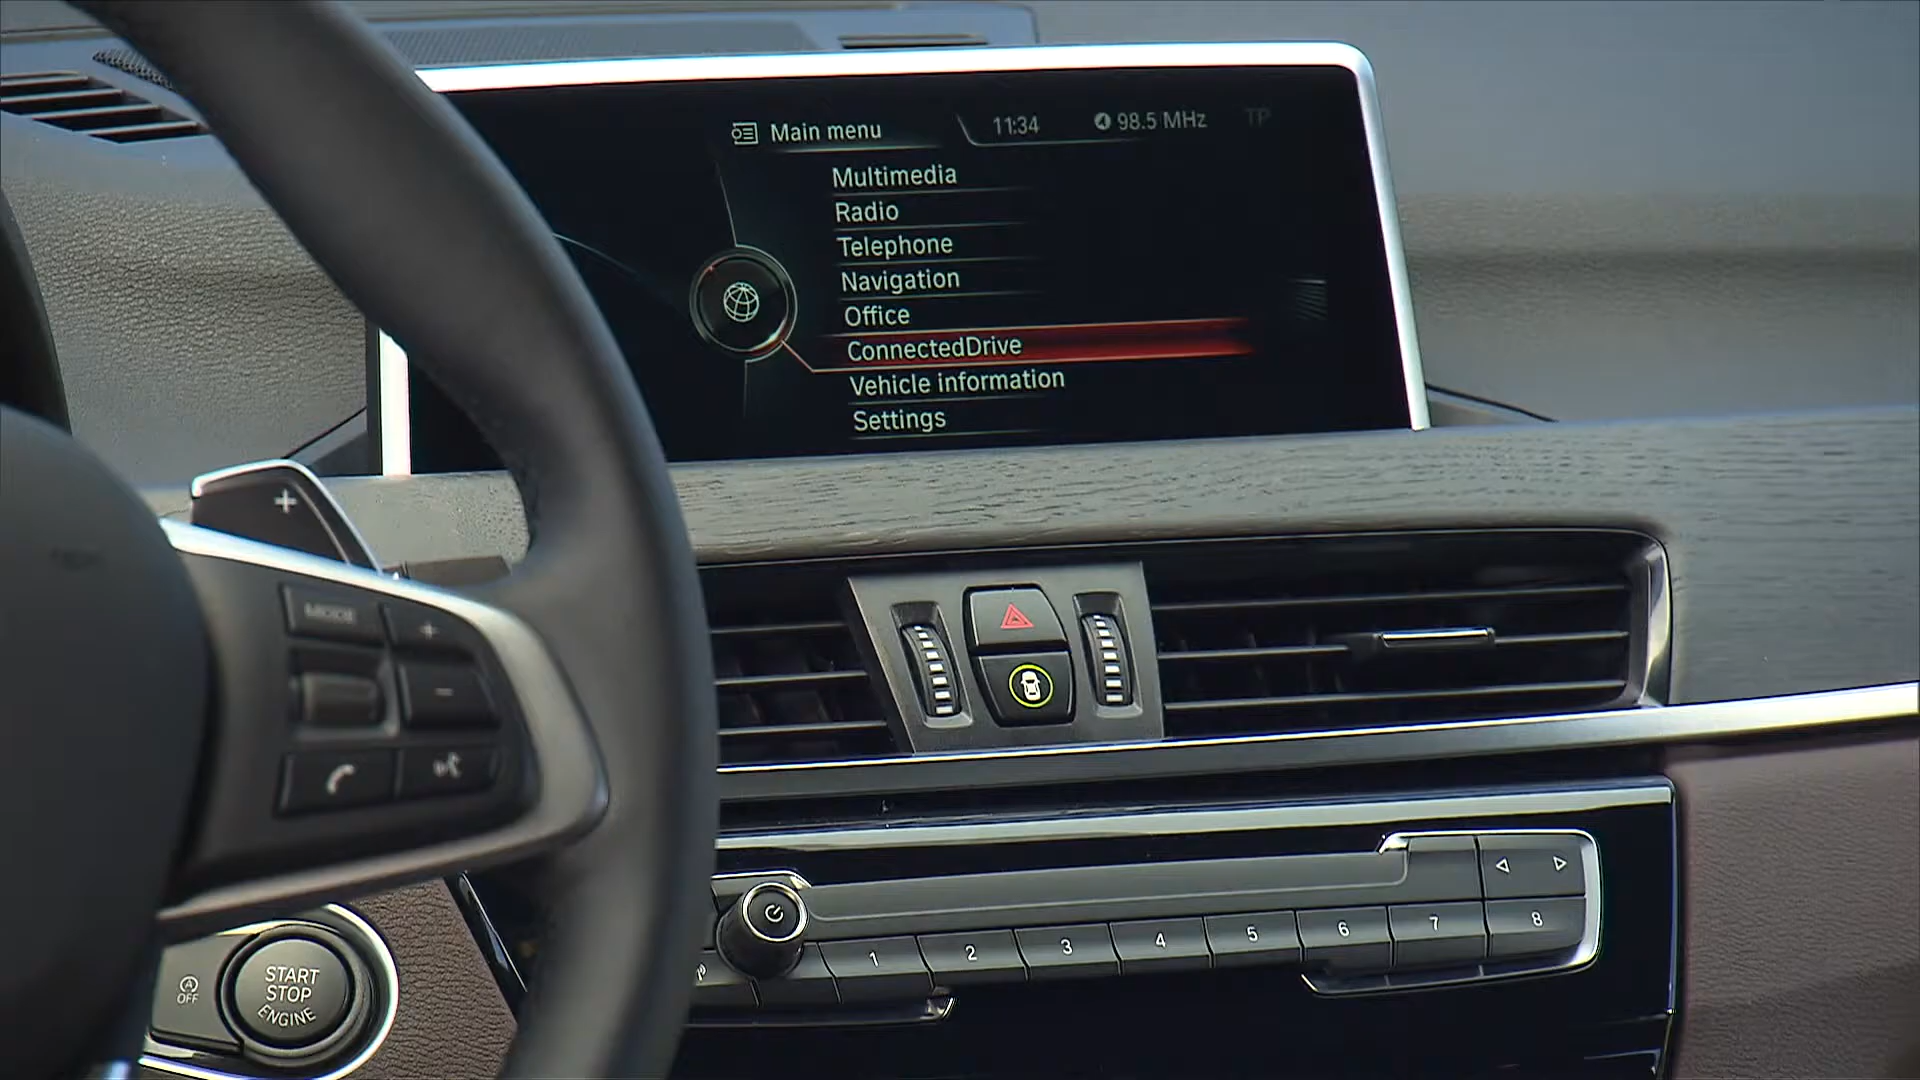 Main menu
11:34
98.5 MHz
TP
Multimedia
Radio
Telephone
Navigation
Office
ConnectedDrive
Vehicle information
Settings
+
MODE
+
-
A
OFF
START
STOP
ENGINE
1 2 3 4 5 6 7 8